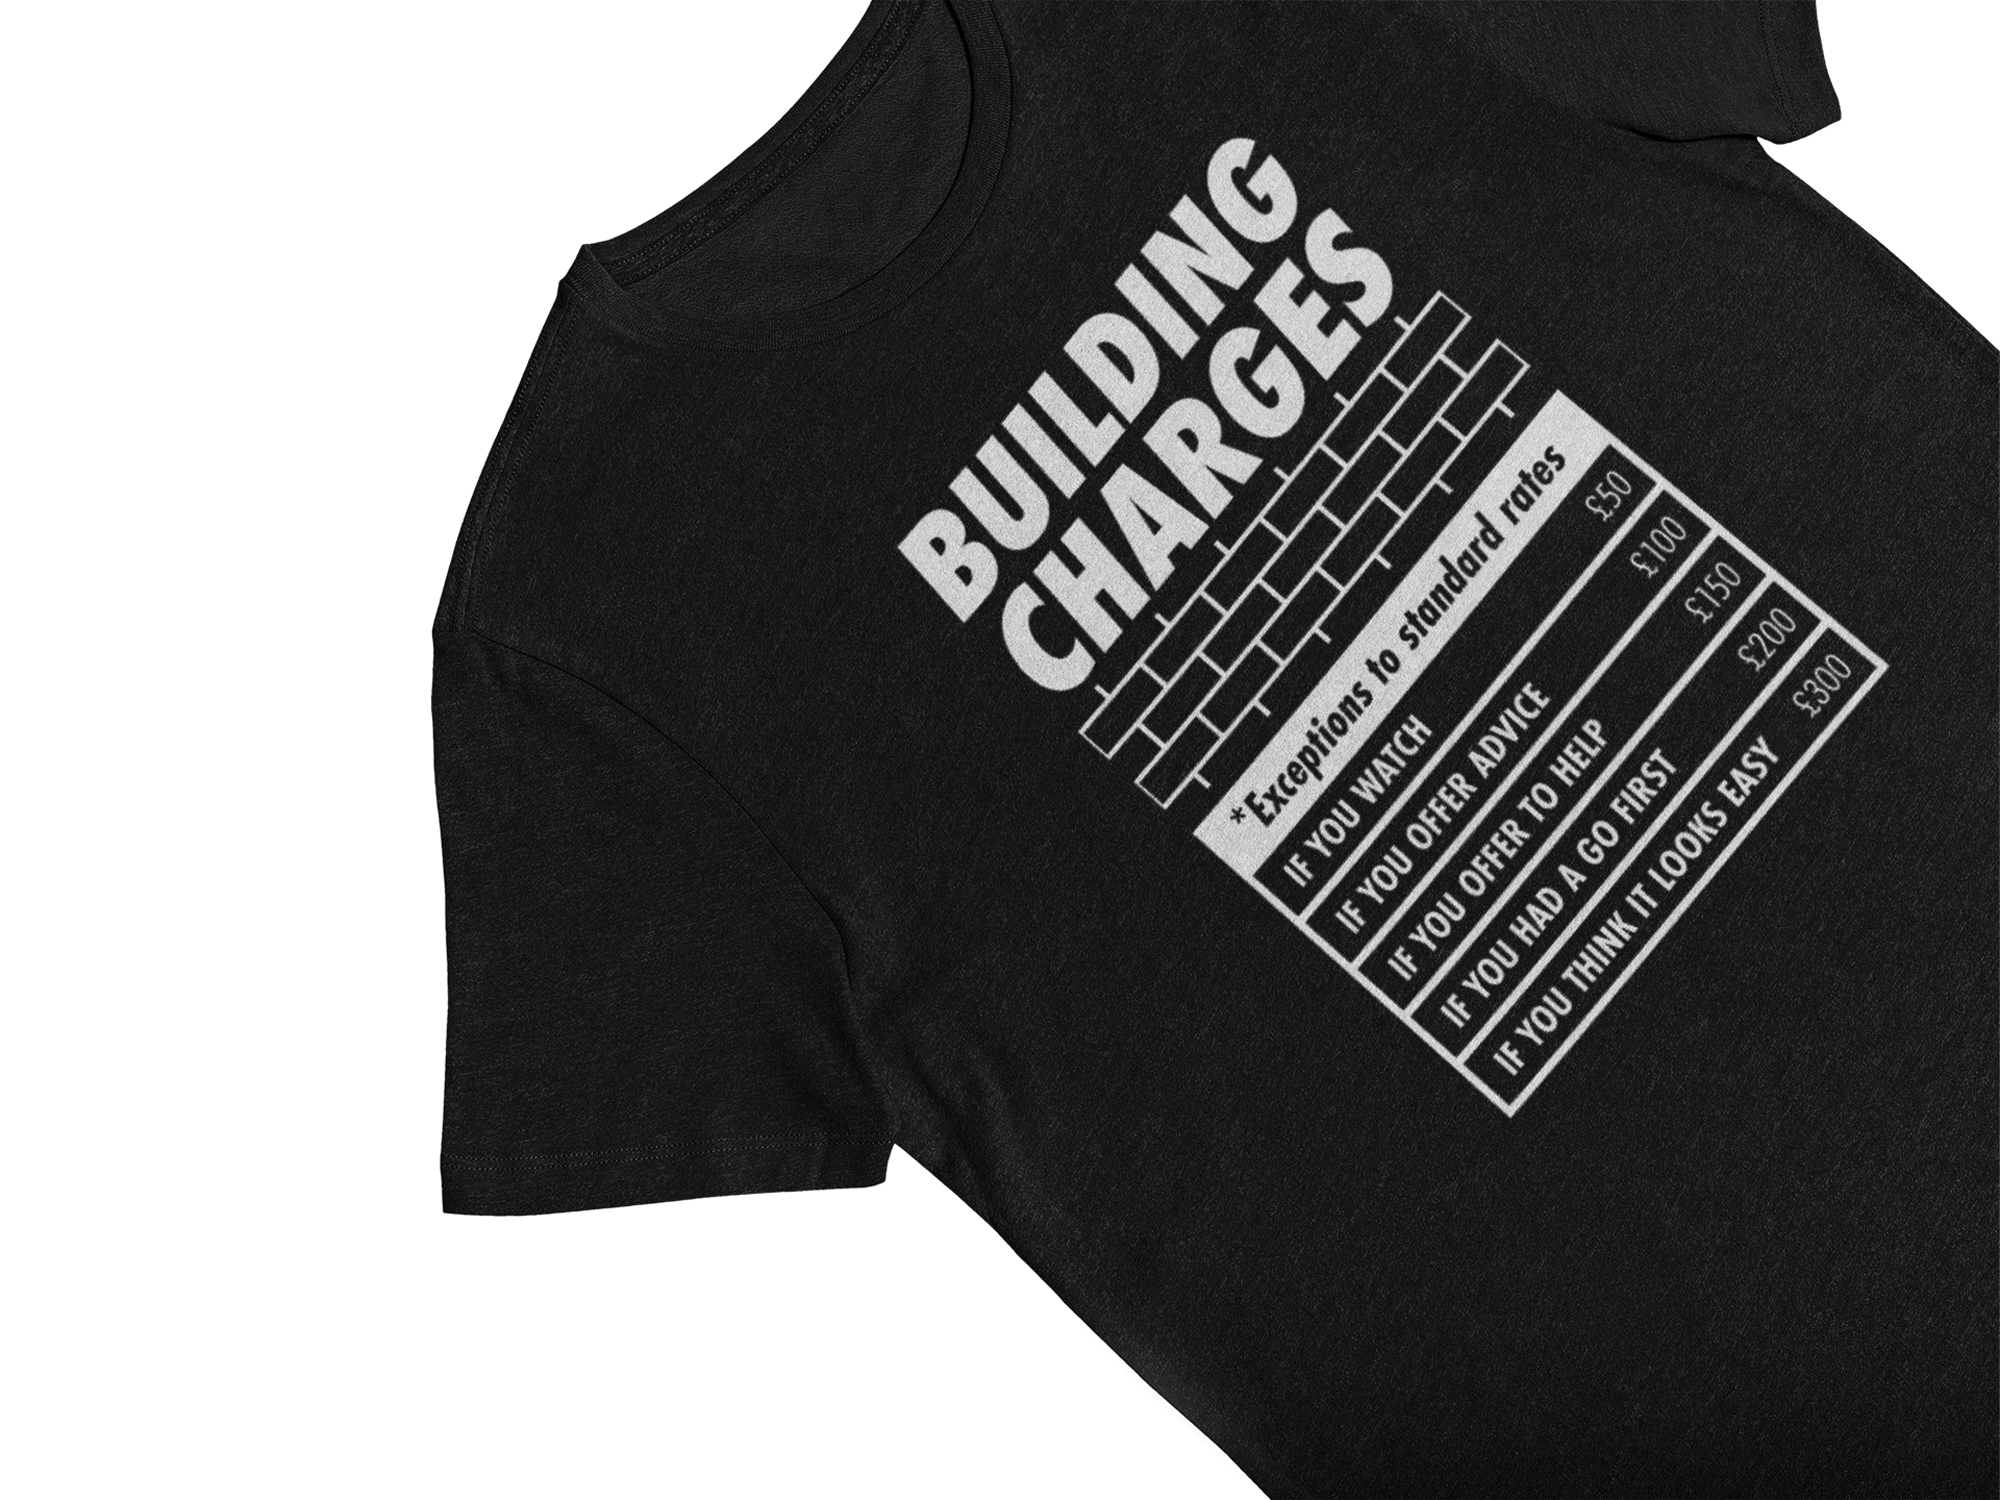 BUILDING
CHARGES
*Exceptions to standard rates
IF YOU WATCH £50
IF YOU OFFER ADVICE £100
IF YOU OFFER TO HELP £150
IF YOU HAD A GO FIRST £200
IF YOU THINK IT LOOKS EASY £300